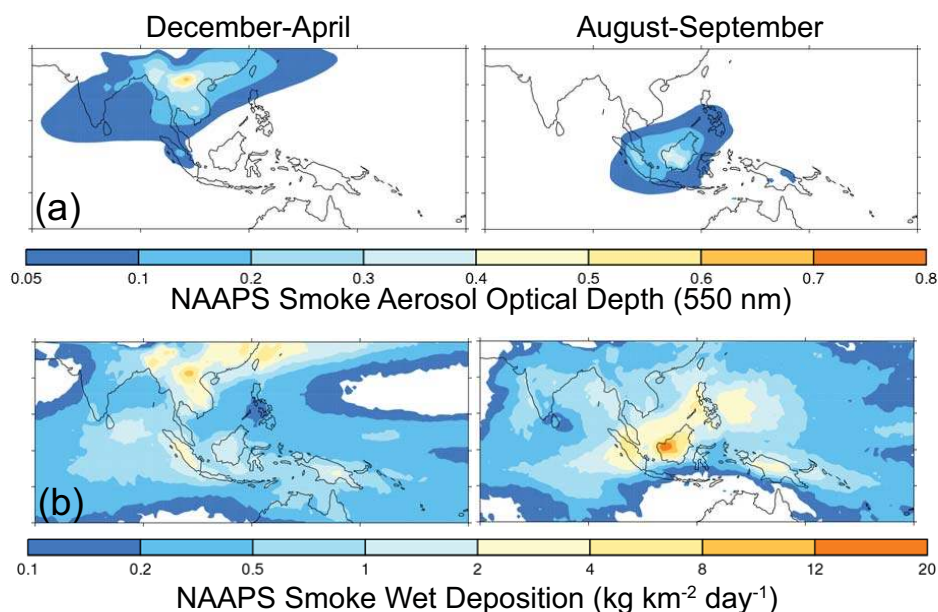 December-April August-September
(a)
0.05 0.1 0.2 0.3 0.4 0.5 0.6 0.7 0.8
NAAPS Smoke Aerosol Optical Depth (550 nm)
(b)
0.1 0.2 0.5 1 2 4 8 12 20
NAAPS Smoke Wet Deposition (kg km⁻² day⁻¹)